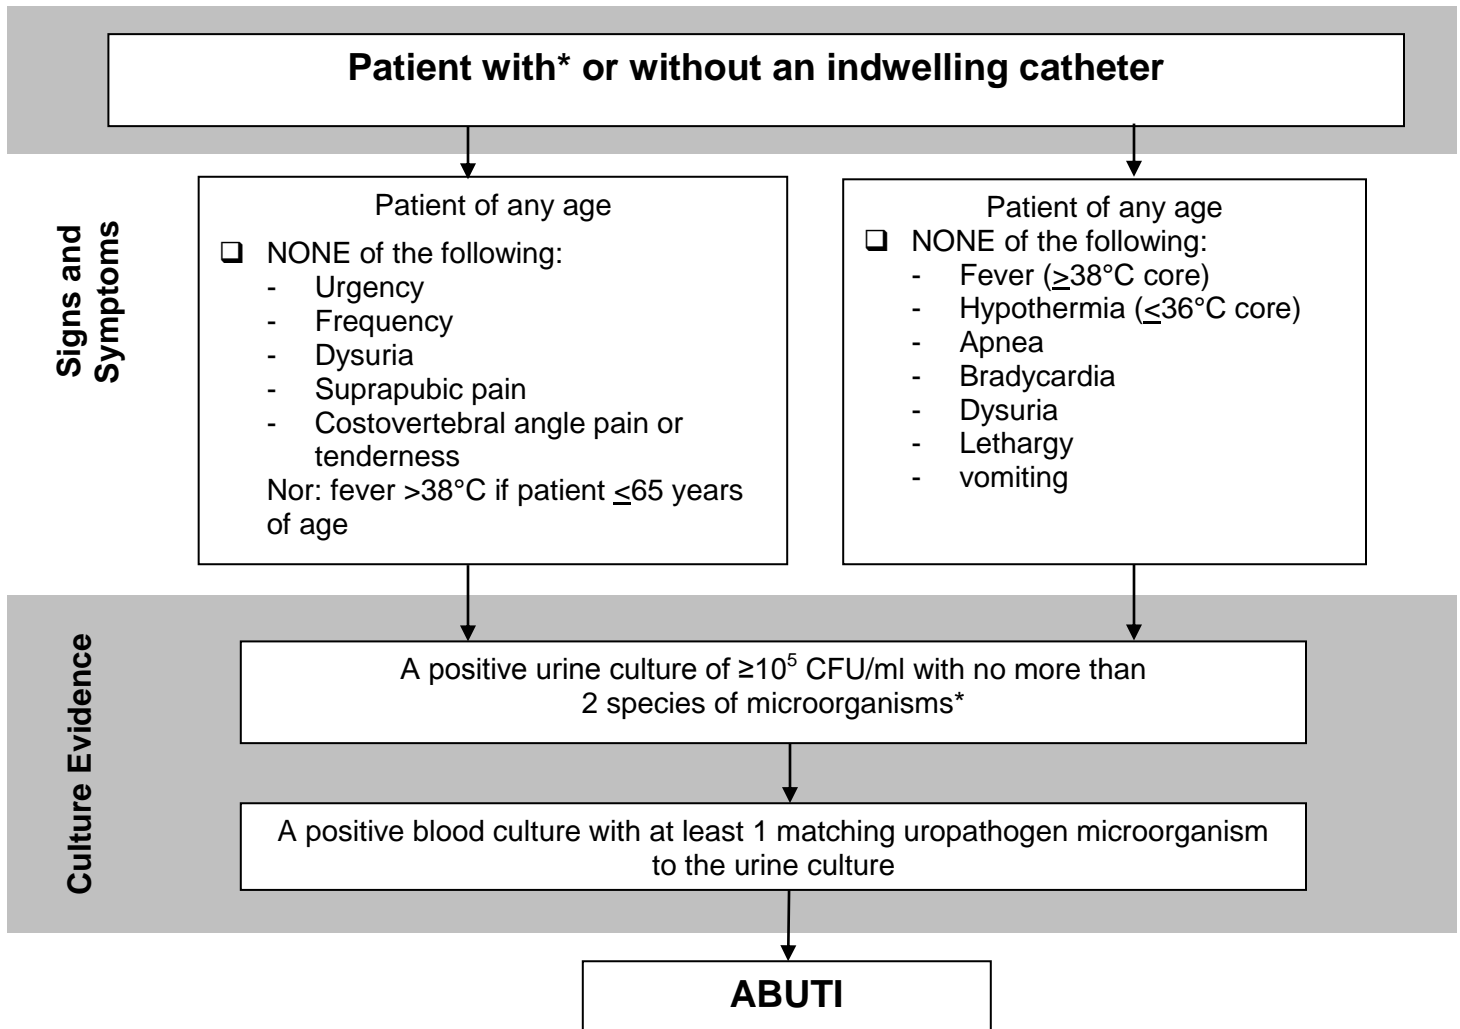 Patient with* or without an indwelling catheter
Signs and
Symptoms
Patient of any age
❑ NONE of the following:
- Urgency
- Frequency
- Dysuria
- Suprapubic pain
- Costovertebral angle pain or
tenderness
Nor: fever >38°C if patient ≤65 years
of age
Patient of any age
❑ NONE of the following:
- Fever (≥38°C core)
- Hypothermia (≤36°C core)
- Apnea
- Bradycardia
- Dysuria
- Lethargy
- vomiting
Culture Evidence
A positive urine culture of ≥10⁵ CFU/ml with no more than
2 species of microorganisms*
A positive blood culture with at least 1 matching uropathogen microorganism
to the urine culture
ABUTI